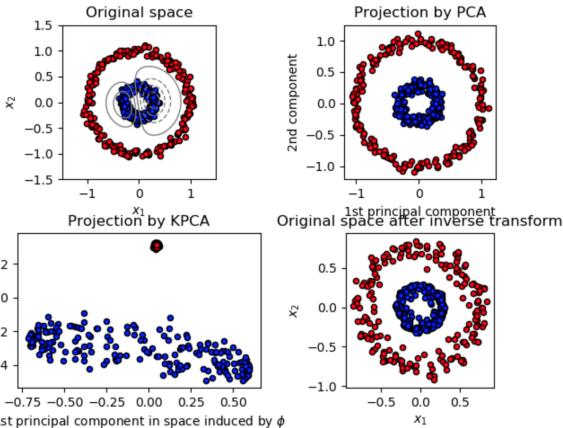 Original space
1.5
1.0
0.5
0.0
−0.5
−1.0
−1.5
x₂
−1 0 1
x₁
Projection by PCA
1.0
0.5
0.0
−0.5
−1.0
2nd component
−1 0 1
1st principal component
Projection by KPCA
2
0
2
4
−0.75 −0.50 −0.25 0.00 0.25 0.50
st principal component in space induced by ϕ
Original space after inverse transform
0.5
0.0
−0.5
−1.0
x₂
−0.5 0.0 0.5
x₁